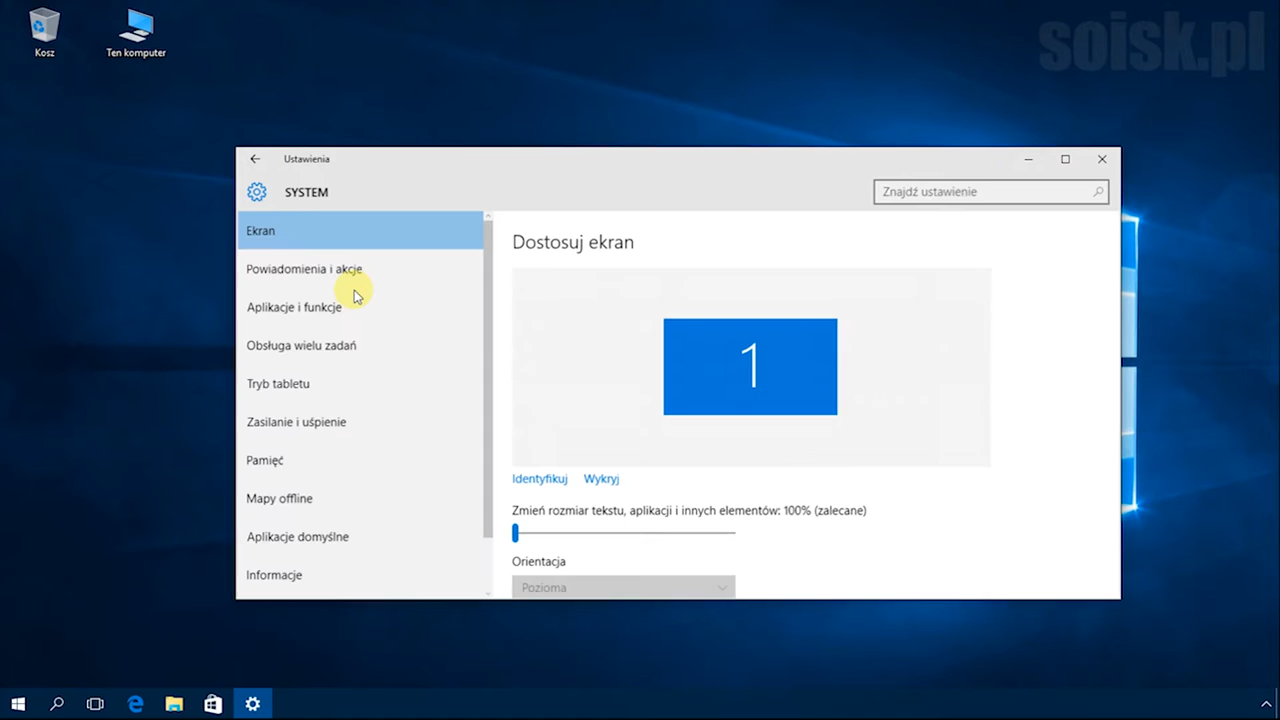 soisk.pl
Kosz
Ten komputer
Ustawienia
SYSTEM
Znajdź ustawienie
Ekran
Powiadomienia i akcje
Aplikacje i funkcje
Obsługa wielu zadań
Tryb tabletu
Zasilanie i uśpienie
Pamięć
Mapy offline
Aplikacje domyślne
Informacje
Dostosuj ekran
1
Identyfikuj Wykryj
Zmień rozmiar tekstu, aplikacji i innych elementów: 100% (zalecane)
Orientacja
Pozioma